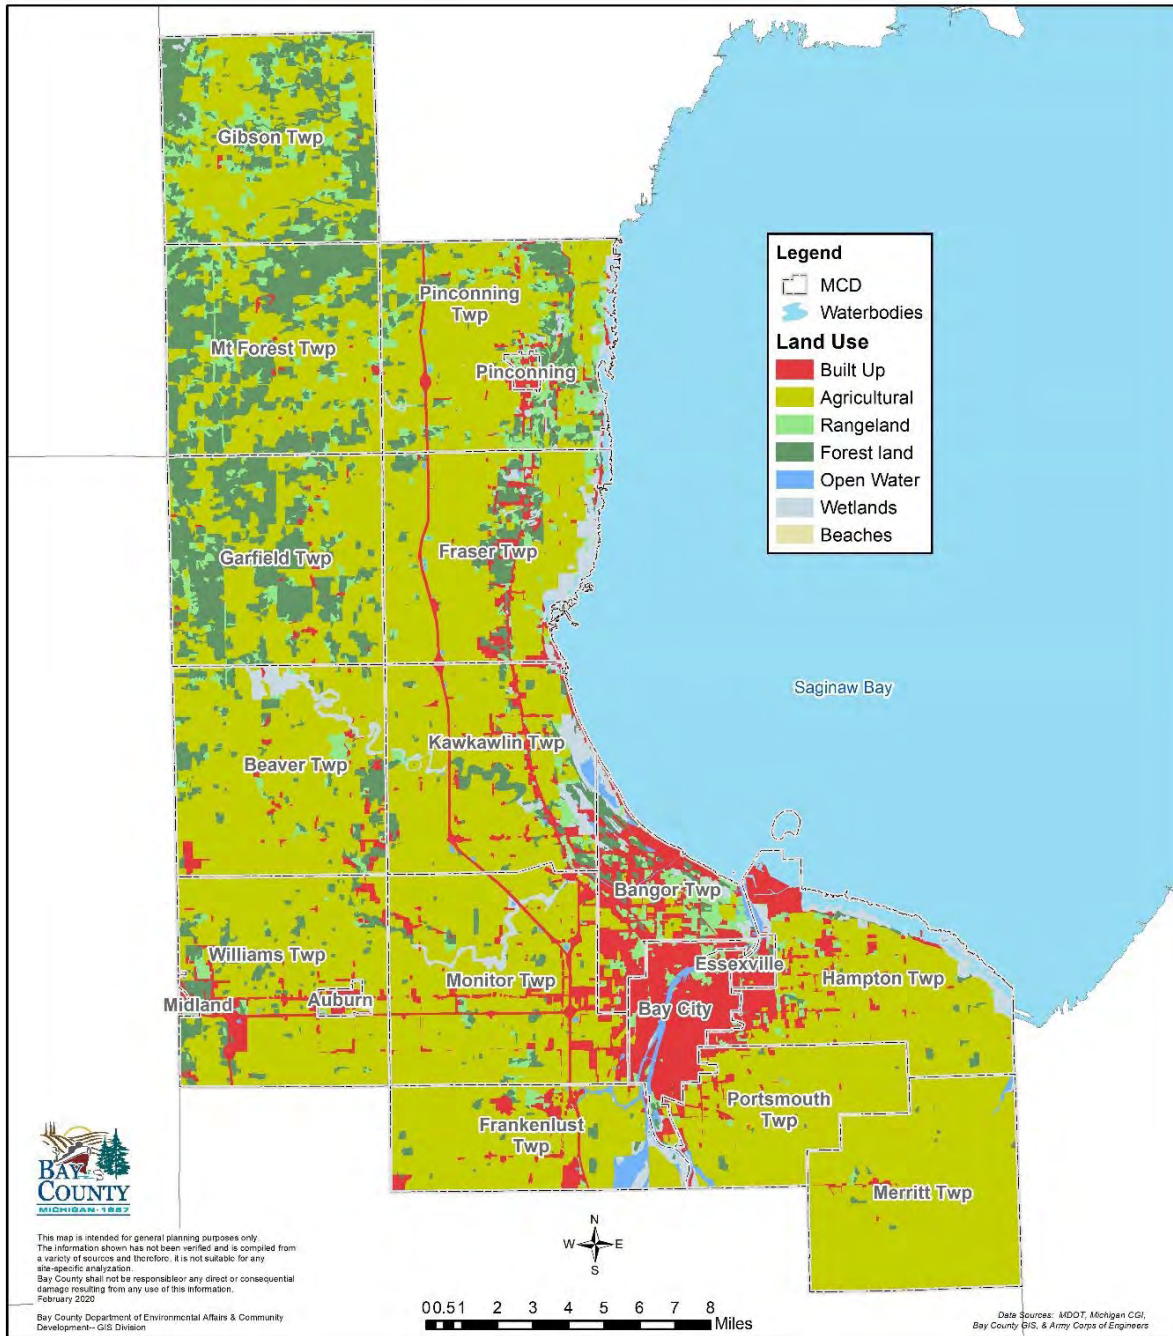 Gibson Twp
Mt Forest Twp
Pinconning
Twp
Pinconning
Garfield Twp
Fraser Twp
Beaver Twp
Kawkawlin Twp
Bangor Twp
Williams Twp
Midland
Auburn
Monitor Twp
Essexville
Bay City
Hampton Twp
Frankenlust
Twp
Portsmouth
Twp
Merritt Twp
Saginaw Bay
Legend
MCD
Waterbodies
Land Use
Built Up
Agricultural
Rangeland
Forest land
Open Water
Wetlands
Beaches
BAY
COUNTY
MICHIGAN-1857
This map is intended for general planning purposes only.
The information shown has not been verified and is compiled from
a variety of sources and therefore, it is not suitable for any
site-specific analyzation.
Bay County shall not be responsibleor any direct or consequential
damage resulting from any use of this information.
February 2020
Bay County Department of Environmental Affairs & Community
Development-- GIS Division
N
W E
S
0 0.5 1 2 3 4 5 6 7 8
Miles
Data Sources: MDOT, Michigan CGI,
Bay County GIS, & Army Corps of Engineers